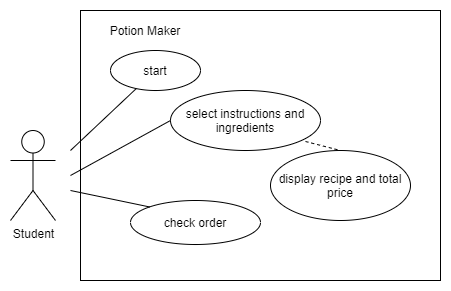 Potion Maker
start
select instructions and
ingredients
display recipe and total
price
check order
Student